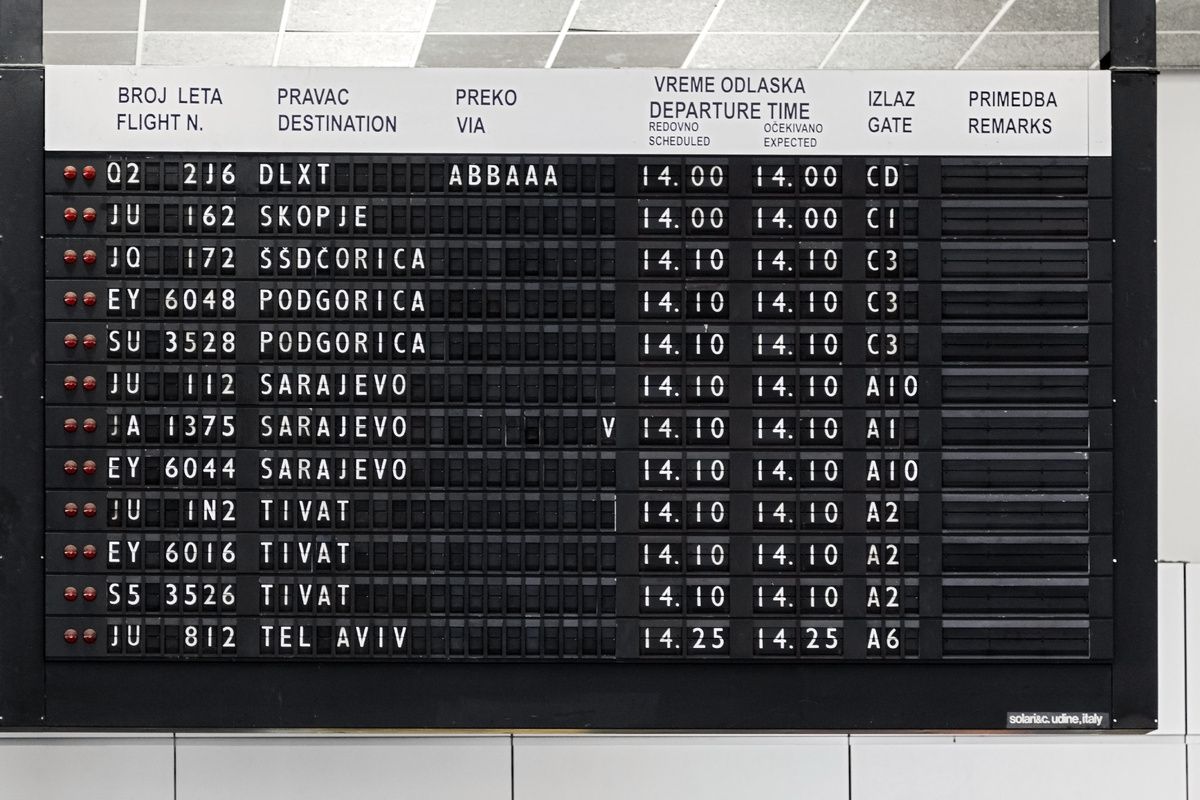 BROJ LETA PRAVAC PREKO VREME ODLASKA IZLAZ PRIMEDBA
FLIGHT N. DESTINATION VIA DEPARTURE TIME GATE REMARKS
REDOVNO OČEKIVANO
SCHEDULED EXPECTED
02 2J6 DLXT ABBAAA 14.00 14.00 CD
JU 162 SKOPJE 14.00 14.00 C1
JQ 172 ŠŠDČORICA 14.10 14.10 C3
EY 6048 PODGORICA 14.10 14.10 C3
SU 3528 PODGORICA 14.10 14.10 C3
JU 112 SARAJEVO 14.10 14.10 A10
JA 1375 SARAJEVO V 14.10 14.10 A1
EY 6044 SARAJEVO 14.10 14.10 A10
JU 1N2 TIVAT 14.10 14.10 A2
EY 6016 TIVAT 14.10 14.10 A2
S5 3526 TIVAT 14.10 14.10 A2
JU 812 TEL AVIV 14.25 14.25 A6
solari&c. udine, italy